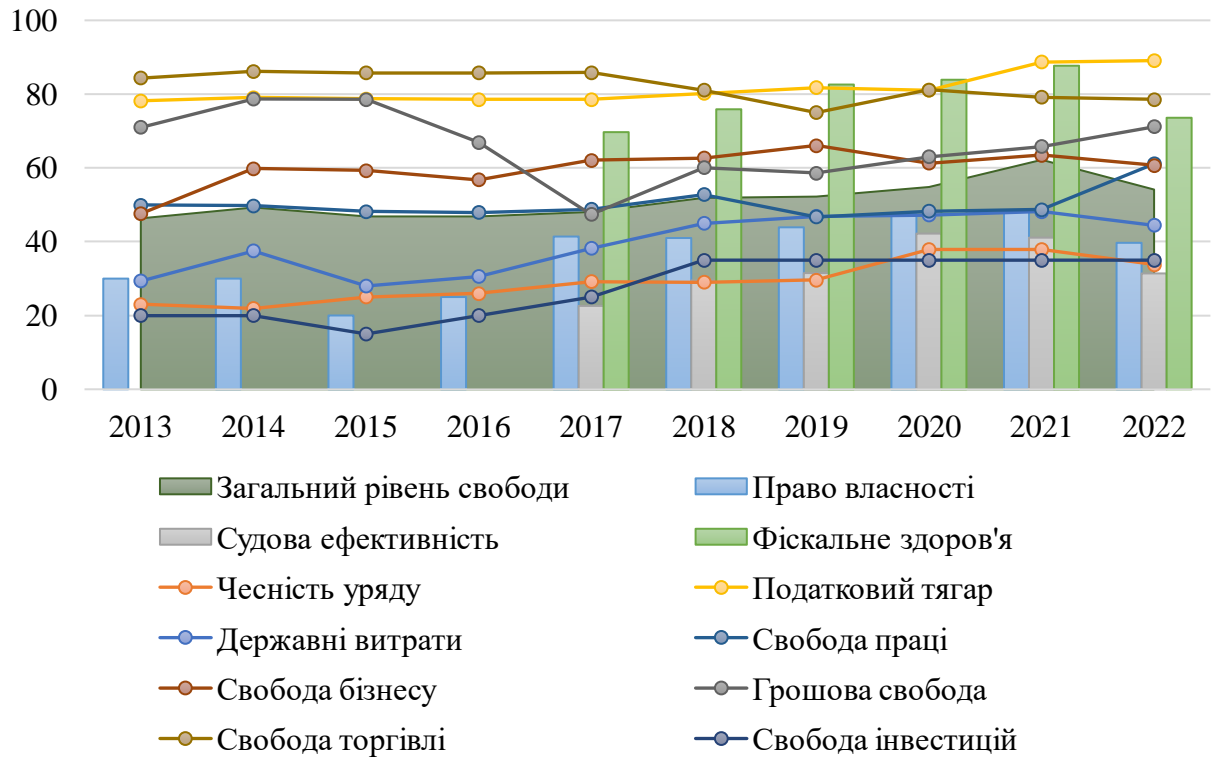 100
80
60
40
20
0
2013 2014 2015 2016 2017 2018 2019 2020 2021 2022
Загальний рівень свободи Право власності
Судова ефективність Фіскальне здоров'я
Чесність уряду Податковий тягар
Державні витрати Свобода праці
Свобода бізнесу Грошова свобода
Свобода торгівлі Свобода інвестицій